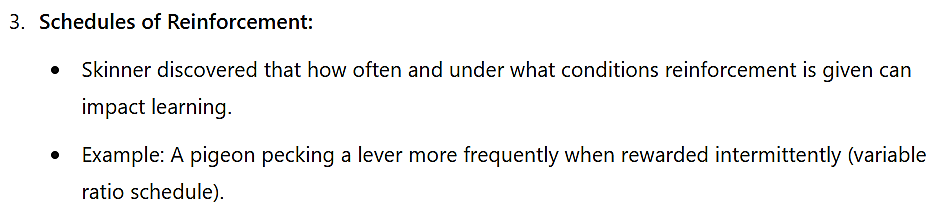 3. Schedules of Reinforcement:
• Skinner discovered that how often and under what conditions reinforcement is given can
impact learning.
• Example: A pigeon pecking a lever more frequently when rewarded intermittently (variable
ratio schedule).